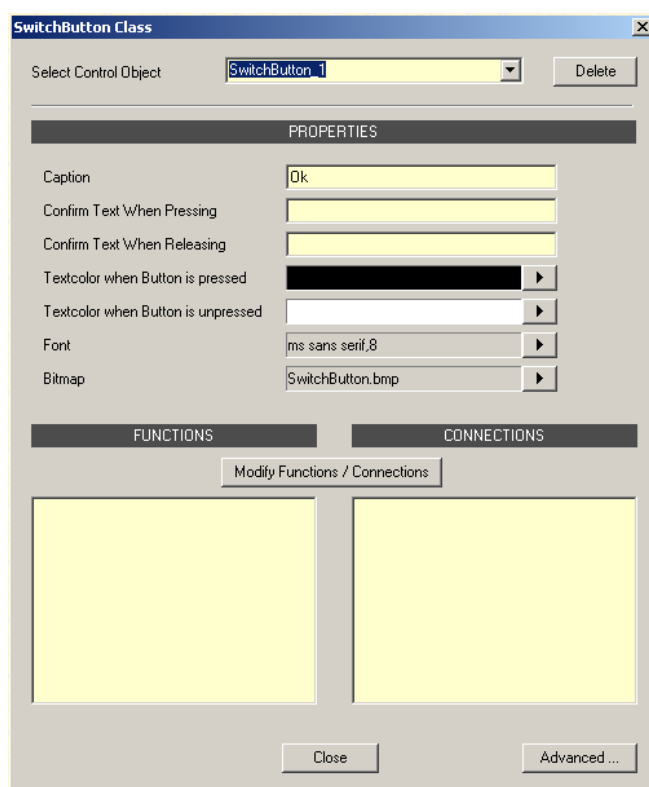 SwitchButton Class
Select Control Object SwitchButton_1 Delete
PROPERTIES
Caption Ok
Confirm Text When Pressing
Confirm Text When Releasing
Textcolor when Button is pressed
Textcolor when Button is unpressed
Font ms sans serif,8
Bitmap SwitchButton.bmp
FUNCTIONS CONNECTIONS
Modify Functions / Connections
Close Advanced ...